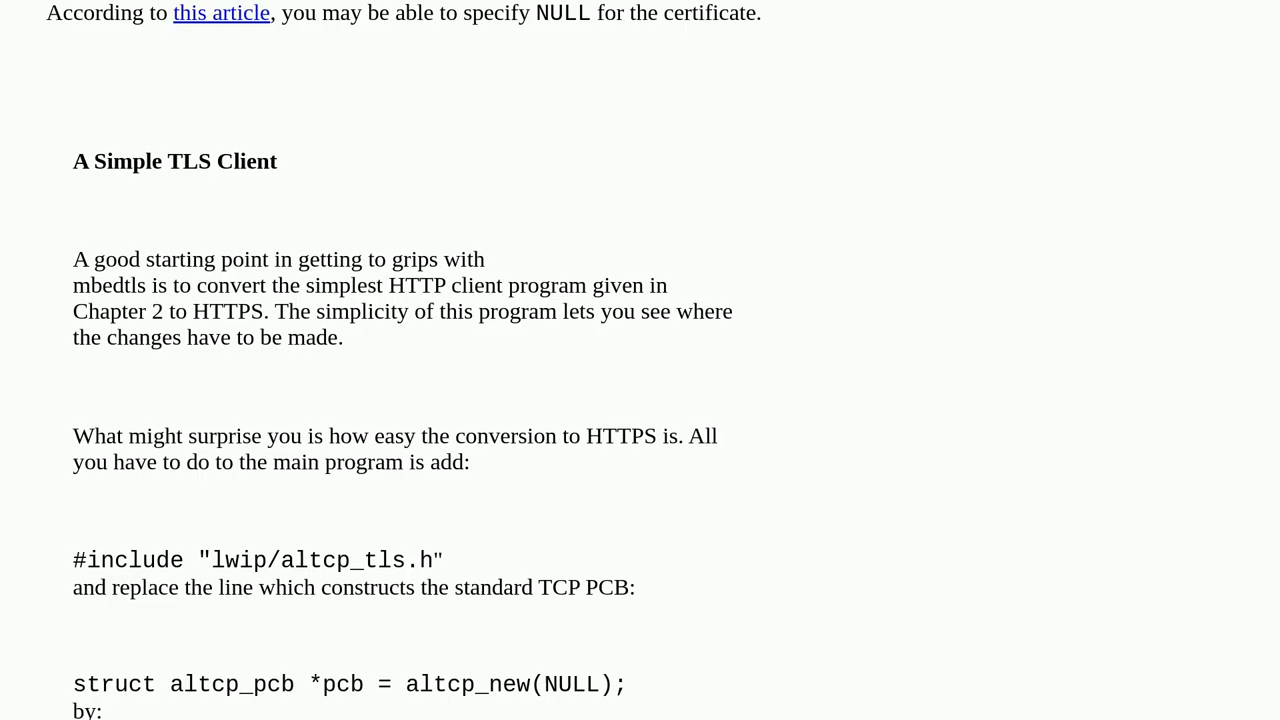 According to this article, you may be able to specify NULL for the certificate.
A Simple TLS Client
A good starting point in getting to grips with
mbedtls is to convert the simplest HTTP client program given in
Chapter 2 to HTTPS. The simplicity of this program lets you see where
the changes have to be made.
What might surprise you is how easy the conversion to HTTPS is. All
you have to do to the main program is add:
#include "lwip/altcp_tls.h"
and replace the line which constructs the standard TCP PCB:
struct altcp_pcb *pcb = altcp_new(NULL);
by: